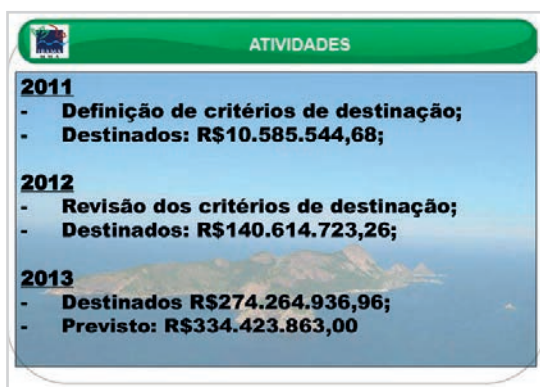 IBAMA
M M A
ATIVIDADES
2011
- Definição de critérios de destinação;
- Destinados: R$10.585.544,68;
2012
- Revisão dos critérios de destinação;
- Destinados: R$140.614.723,26;
2013
- Destinados R$274.264.936,96;
- Previsto: R$334.423.863,00